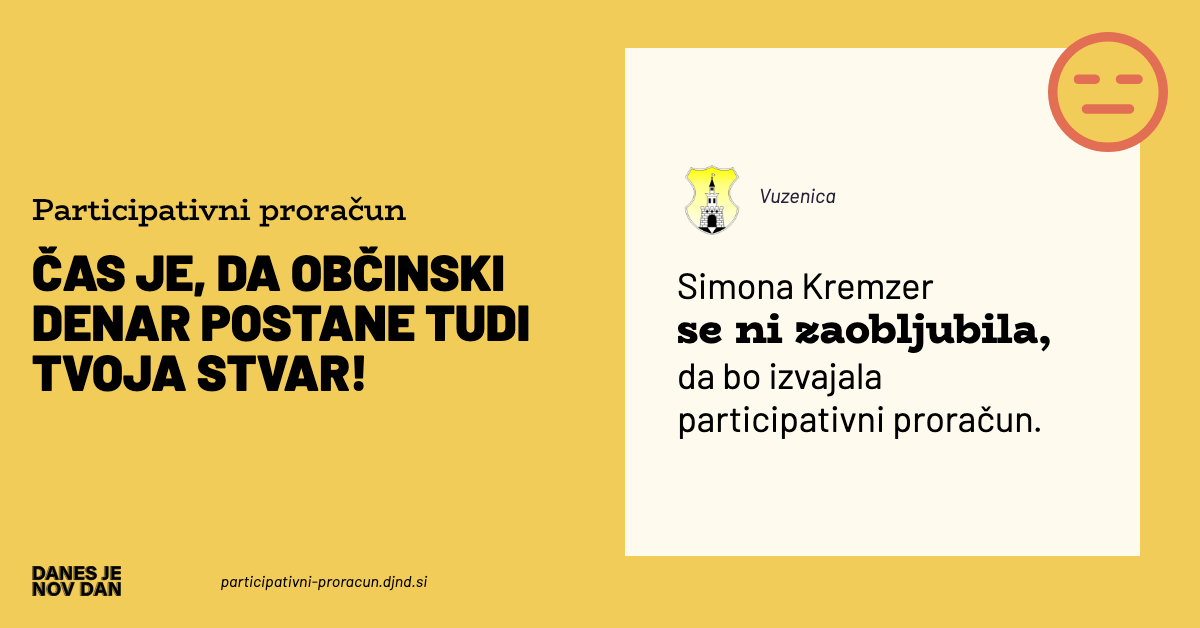 Participativni proračun
ČAS JE, DA OBČINSKI
DENAR POSTANE TUDI
TVOJA STVAR!
DANES JE
NOV DAN
participativni-proracun.djnd.si
Vuzenica
Simona Kremzer
se ni zaobljubila,
da bo izvajala
participativni proračun.